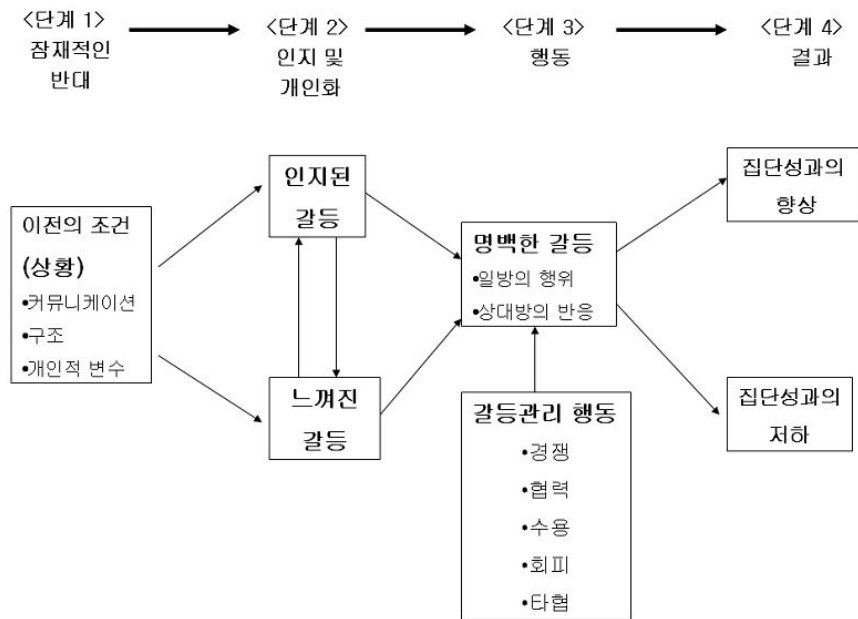 <단계 1>
잠재적인
반대
<단계 2>
인지 및
개인화
<단계 3>
행동
<단계 4>
결과
이전의 조건
(상황)
•커뮤니케이션
•구조
•개인적 변수
인지된
갈등
느껴진
갈등
명백한 갈등
•일방의 행위
•상대방의 반응
갈등관리 행동
•경쟁
•협력
•수용
•회피
•타협
집단성과의
향상
집단성과의
저하